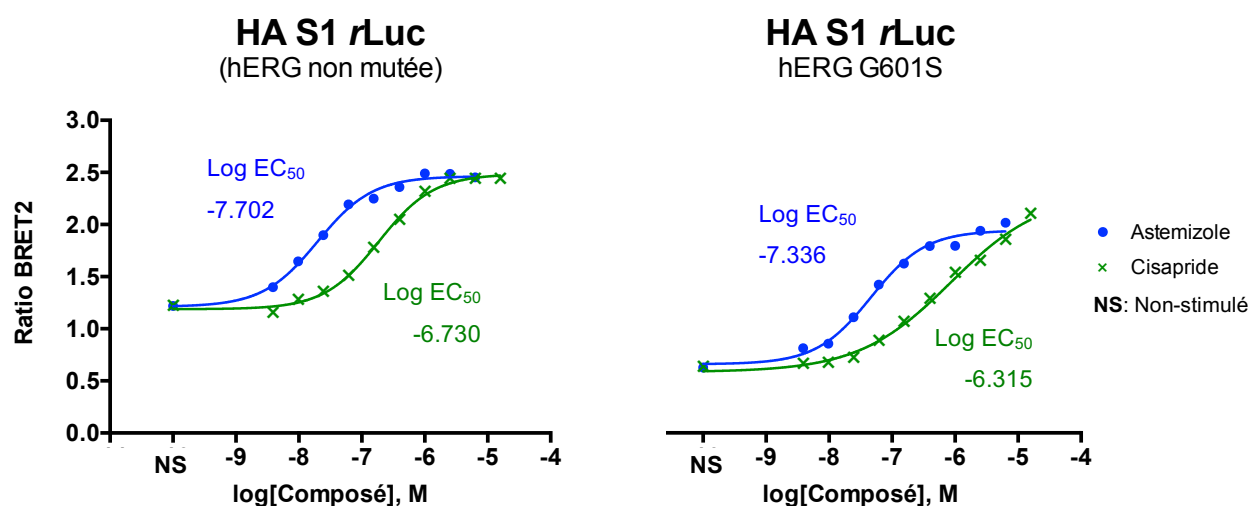 HA S1 rLuc
(hERG non mutée)
Ratio BRET2
3.0
2.5
2.0
1.5
1.0
0.5
0.0
Log EC50
-7.702
Log EC50
-6.730
NS
-9
-8
-7
-6
-5
-4
log[Composé], M
HA S1 rLuc
hERG G601S
Log EC50
-7.336
Log EC50
-6.315
NS
-9
-8
-7
-6
-5
-4
log[Composé], M
Astemizole
Cisapride
NS: Non-stimulé